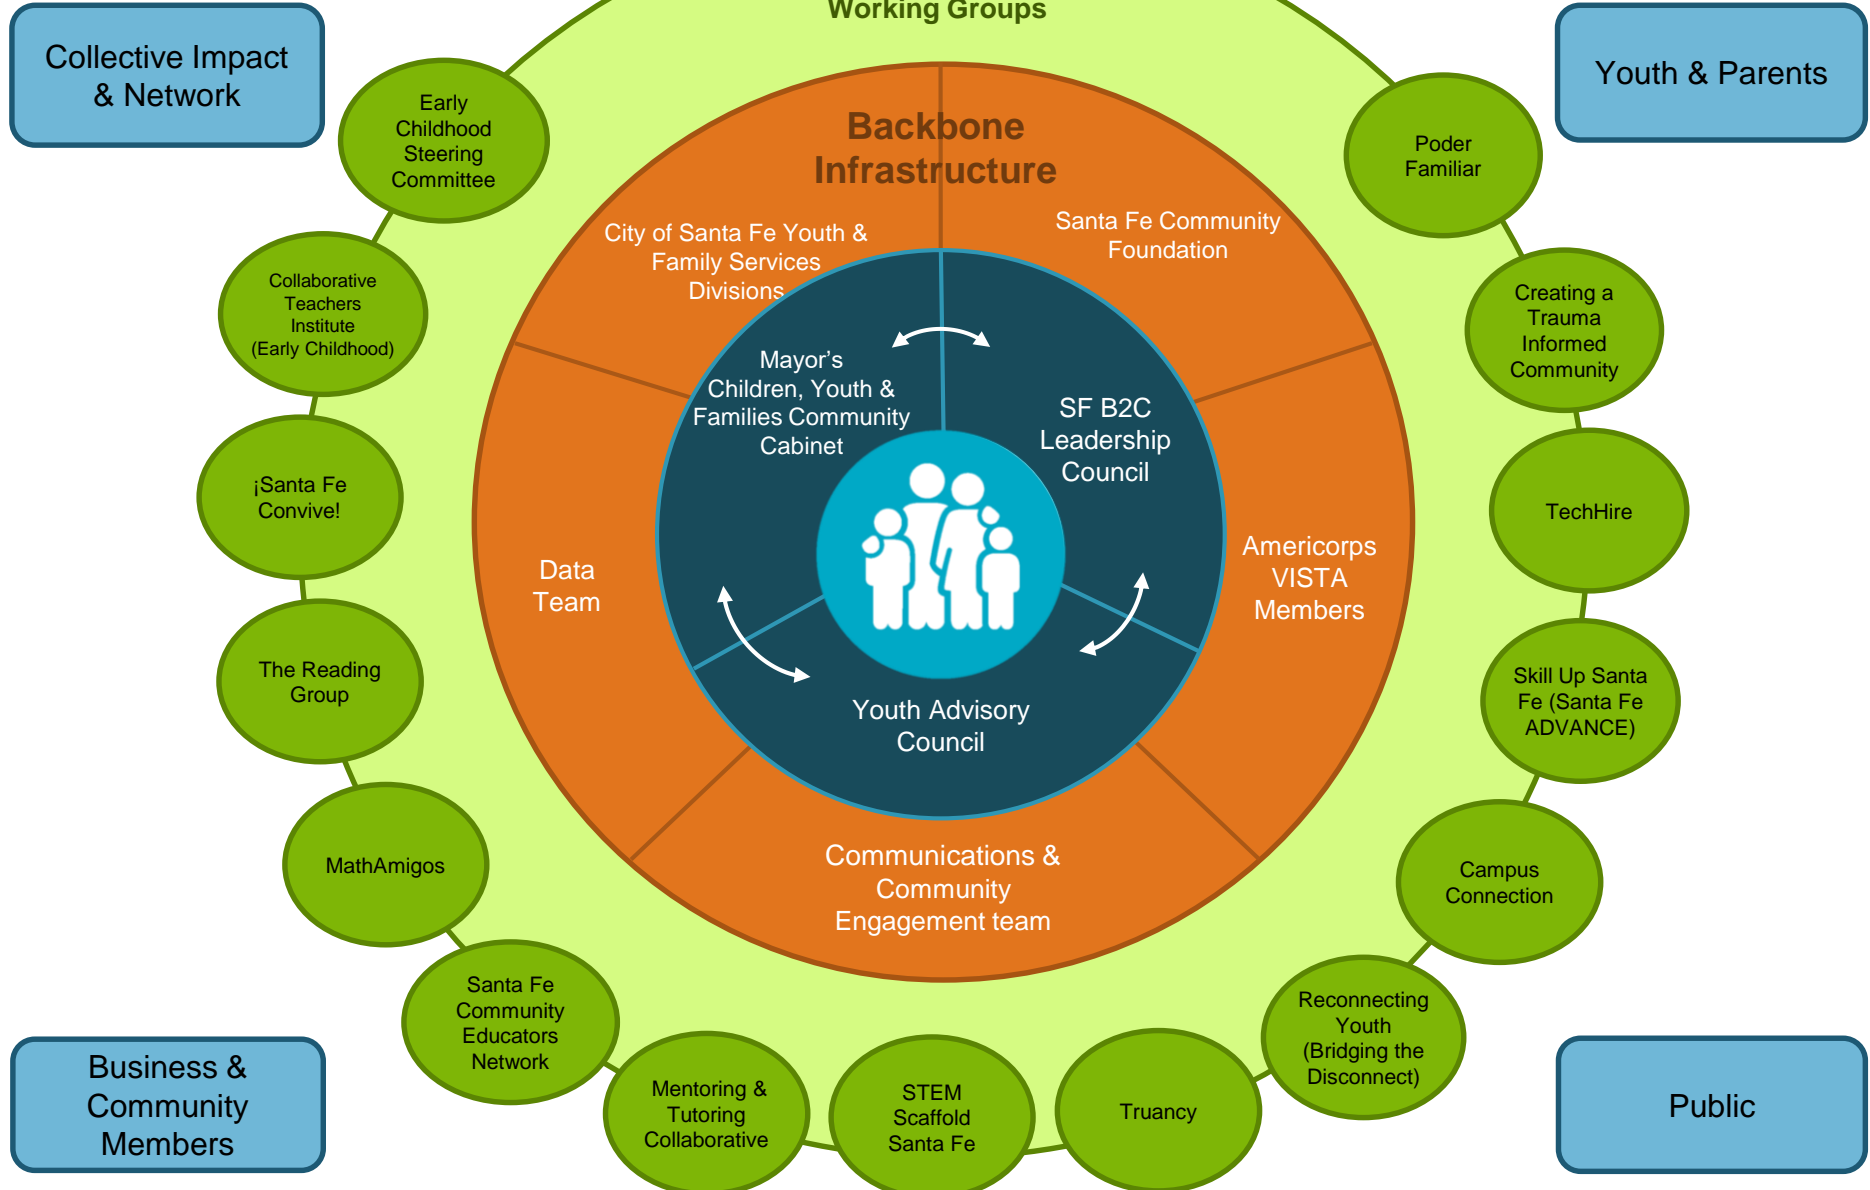 Working Groups
Collective Impact
& Network
Youth & Parents
Early
Childhood
Steering
Committee
Backbone
Infrastructure
Poder
Familiar
City of Santa Fe Youth &
Family Services
Divisions
Santa Fe Community
Foundation
Collaborative
Teachers
Institute
(Early Childhood)
Creating a
Trauma
Informed
Community
Mayor’s
Children, Youth &
Families Community
Cabinet
SF B2C
Leadership
Council
¡Santa Fe
Convive!
TechHire
Data
Team
Americorps
VISTA
Members
The Reading
Group
Skill Up Santa
Fe (Santa Fe
ADVANCE)
Youth Advisory
Council
MathAmigos
Communications &
Community
Engagement team
Campus
Connection
Santa Fe
Community
Educators
Network
Reconnecting
Youth
(Bridging the
Disconnect)
Business &
Community
Members
Mentoring &
Tutoring
Collaborative
STEM
Scaffold
Santa Fe
Truancy
Public